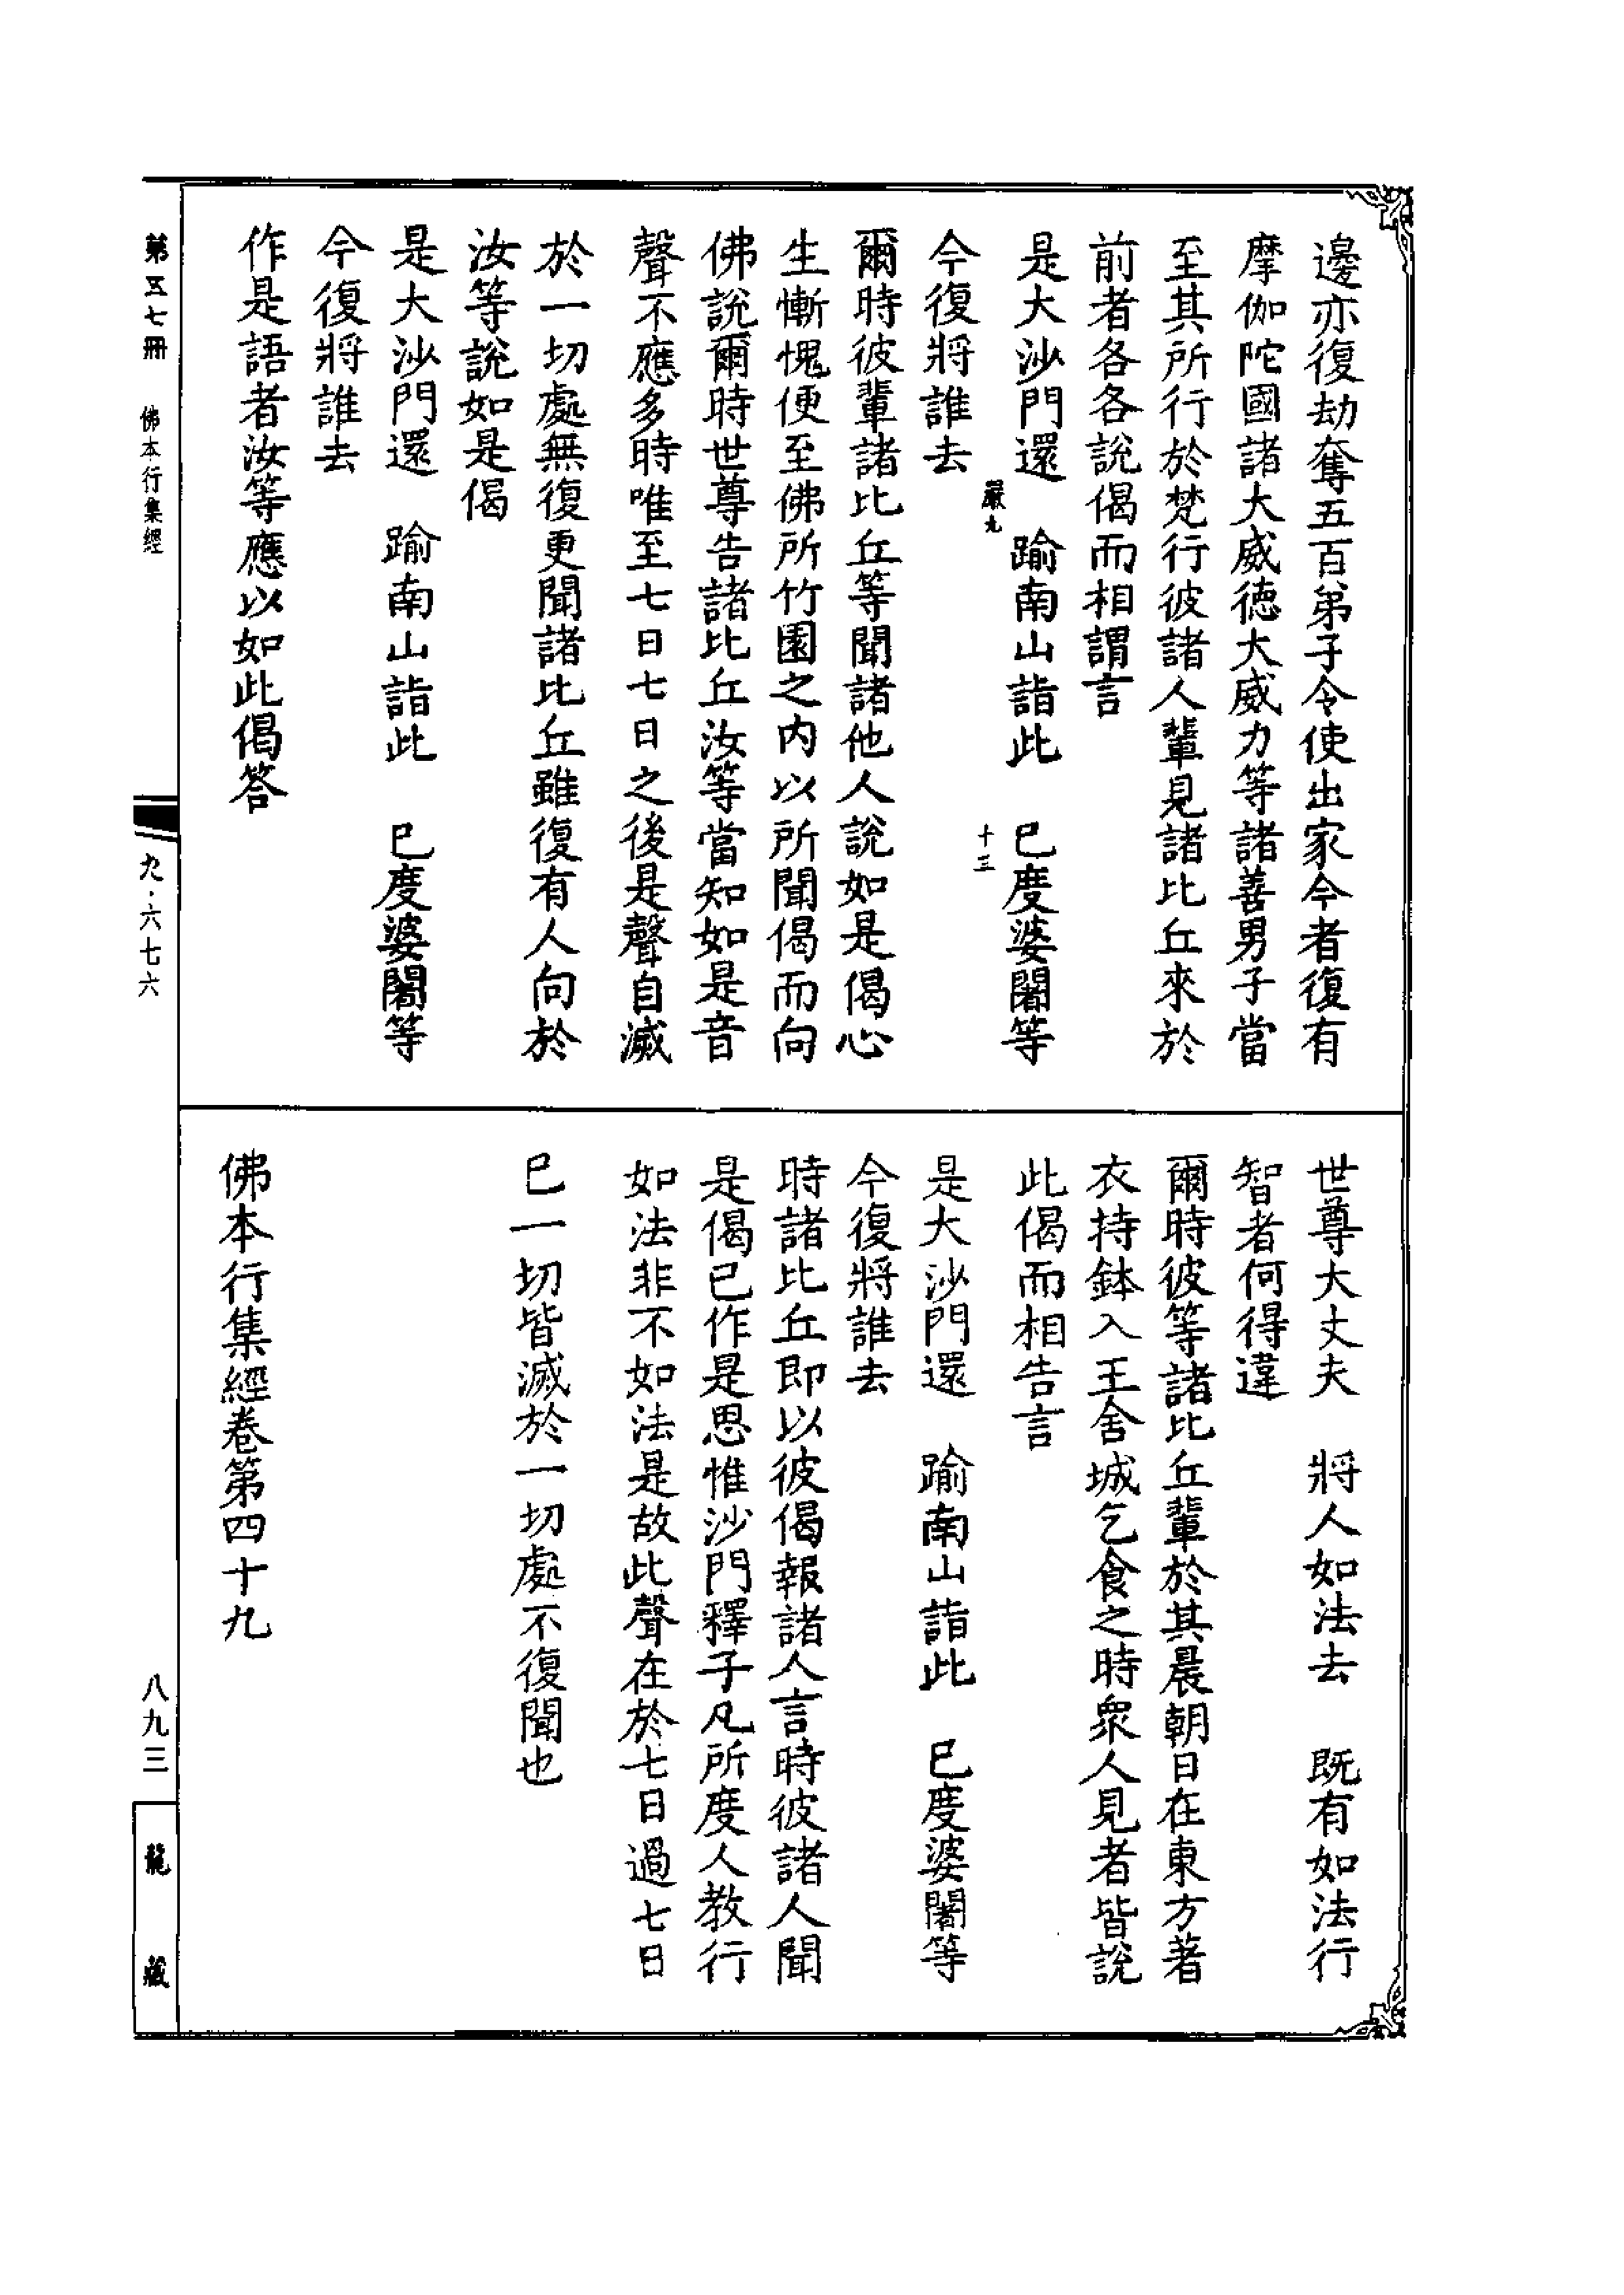 邊亦復劫奪五百弟子令使出家今者復有
摩伽陀國諸大威德大威力等諸善男子當
至其所行於梵行彼諸人輩見諸比丘來於
前者各各說偈而相謂言
是大沙門還　踰南山詣此　已度婆闍等
嚴九　十三
今復將誰去
爾時彼輩諸比丘等聞諸他人說如是偈心
生慚愧便至佛所竹園之內以所聞偈而向
佛說爾時世尊告諸比丘汝等當知如是音
聲不應多時唯至七日七日之後是聲自滅
於一切處無復更聞諸比丘雖復有人向於
汝等說如是偈
是大沙門還　踰南山詣此　已度婆闍等
今復將誰去
作是語者汝等應以如此偈答
世尊大丈夫　將人如法去　既有如法行
智者何得違
爾時彼等諸比丘輩於其晨朝日在東方著
衣持鉢入王舍城乞食之時眾人見者皆說
此偈而相告言
是大沙門還　踰南山詣此　已度婆闍等
今復將誰去
時諸比丘即以彼偈報諸人言時彼諸人聞
是偈已作是思惟沙門釋子凡所度人教行
如法非不如法是故此聲在於七日過七日
已一切皆滅於一切處不復聞也
佛本行集經卷第四十九
第五七冊　佛本行集經
九·六七六
八九三
龍藏